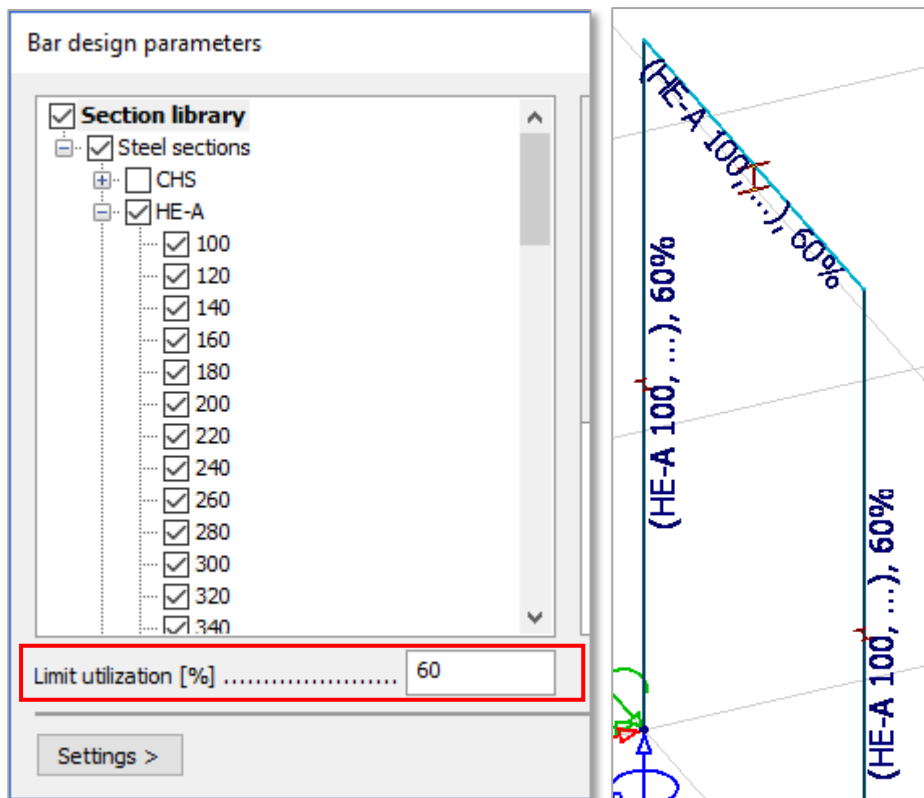 Bar design parameters
Section library
Steel sections
CHS
HE-A
100
120
140
160
180
200
220
240
260
280
300
320
340
Limit utilization [%] ......................
60
Settings >
(HE-A 100, ...), 60%
(HE-A 100, ...), 60%
(HE-A 100, ...), 60%